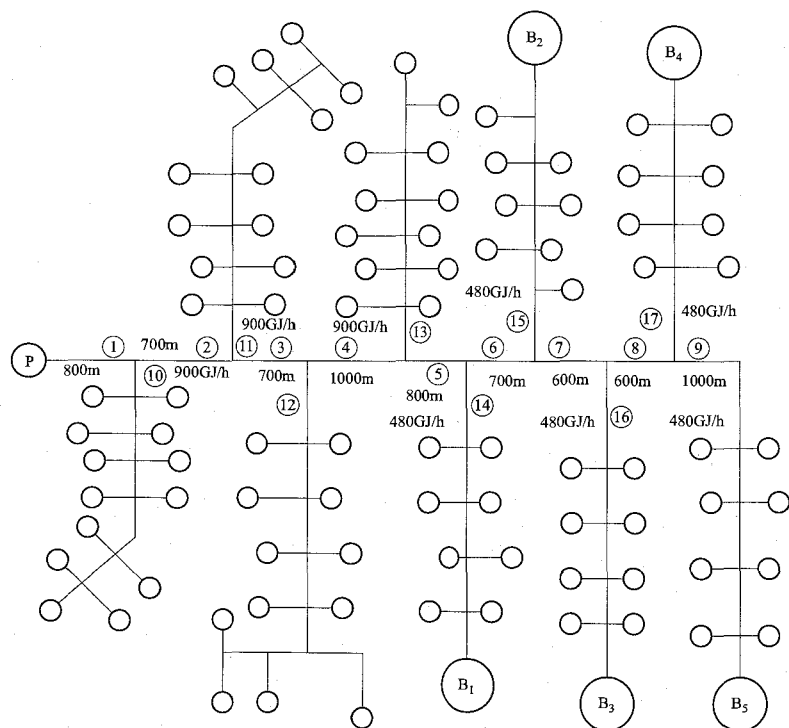 B₂
B₄
480GJ/h
900GJ/h
900GJ/h
⑬
⑮
⑰
480GJ/h
P
①
700m
②
⑪
③
④
⑤
⑥
⑦
⑧
⑨
800m
⑩
900GJ/h
700m
1000m
800m
700m
600m
600m
1000m
⑫
480GJ/h
⑭
480GJ/h
⑯
480GJ/h
B₁
B₃
B₅